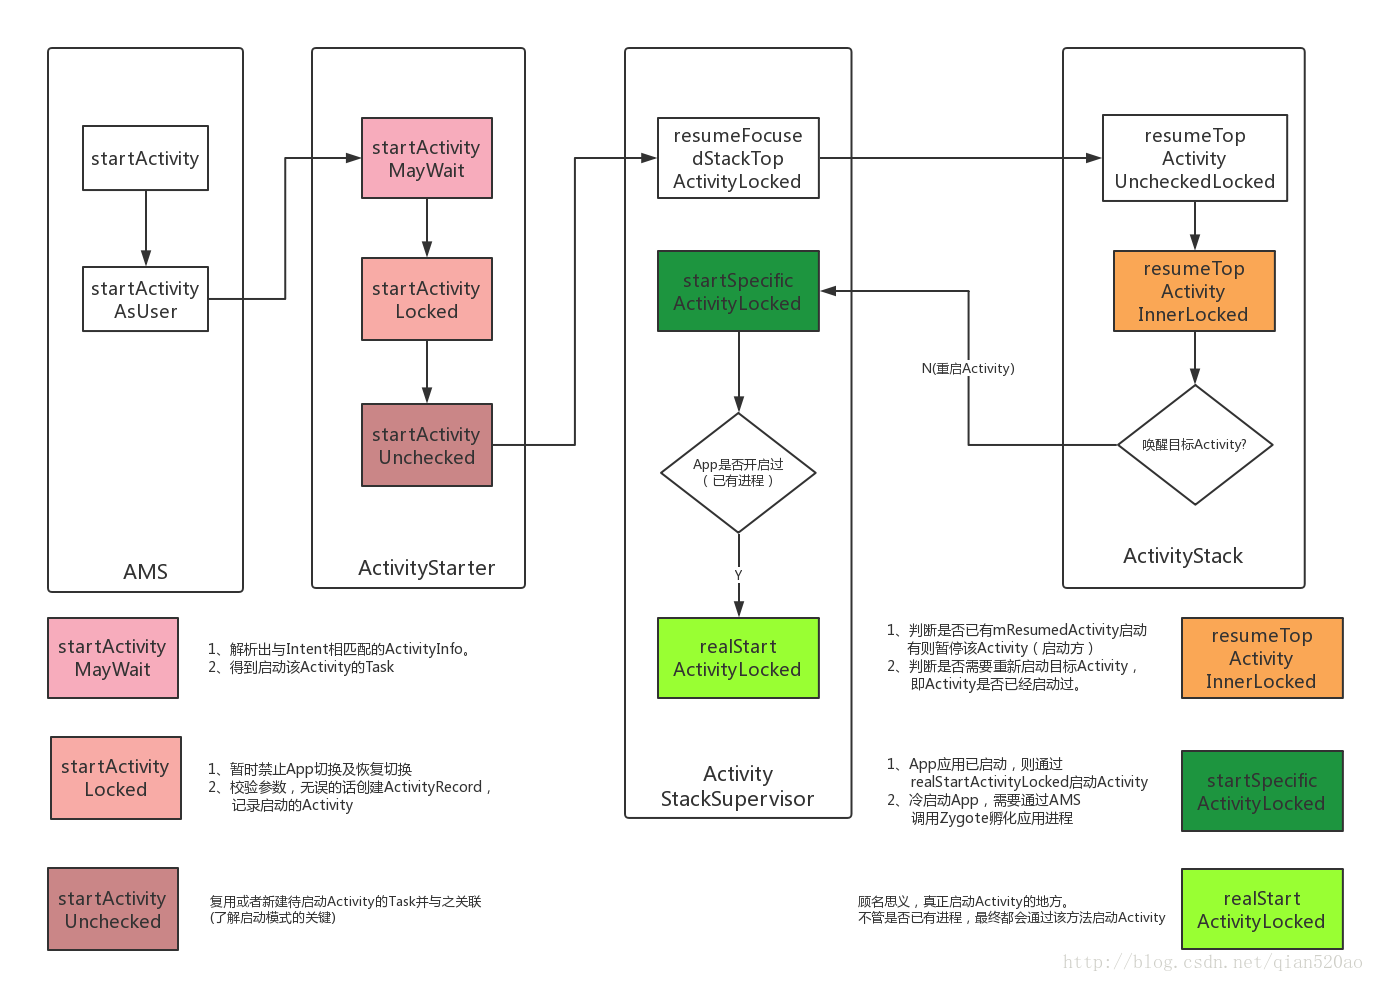 startActivity
startActivity
AsUser
AMS
startActivity
MayWait
startActivity
Locked
startActivity
Unchecked
ActivityStarter
resumeFocuse
dStackTop
ActivityLocked
startSpecific
ActivityLocked
App是否开启过
（已有进程）
Y
realStart
ActivityLocked
Activity
StackSupervisor
resumeTop
Activity
UncheckedLocked
resumeTop
Activity
InnerLocked
N(重启Activity)
唤醒目标Activity?
ActivityStack
startActivity
MayWait
1、解析出与Intent相匹配的ActivityInfo。
2、得到启动该Activity的Task
startActivity
Locked
1、暂时禁止App切换及恢复切换
2、校验参数，无误的话创建ActivityRecord，
记录启动的Activity
startActivity
Unchecked
复用或者新建待启动Activity的Task并与之关联
(了解启动模式的关键)
1、判断是否已有mResumedActivity启动
有则暂停该Activity（启动方）
2、判断是否需要重新启动目标Activity，
即Activity是否已经启动过。
resumeTop
Activity
InnerLocked
1、App应用已启动，则通过
realStartActivityLocked启动Activity
2、冷启动App，需要通过AMS
调用Zygote孵化应用进程
startSpecific
ActivityLocked
顾名思义，真正启动Activity的地方。
不管是否已有进程，最终都会通过该方法启动Activity
realStart
ActivityLocked
http://blog.csdn.net/qian520ao